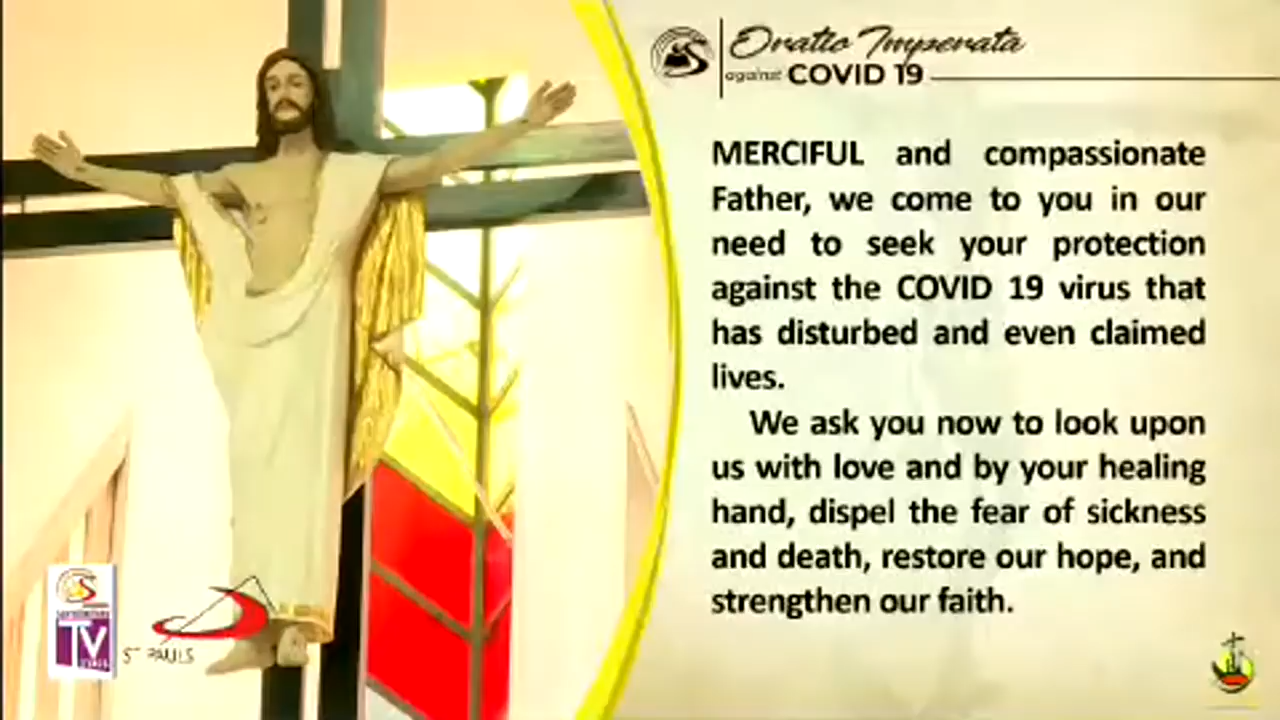 Oratio Imperata
against COVID 19
MERCIFUL and compassionate
Father, we come to you in our
need to seek your protection
against the COVID 19 virus that
has disturbed and even claimed
lives.
We ask you now to look upon
us with love and by your healing
hand, dispel the fear of sickness
and death, restore our hope, and
strengthen our faith.
TV
ST PAULS